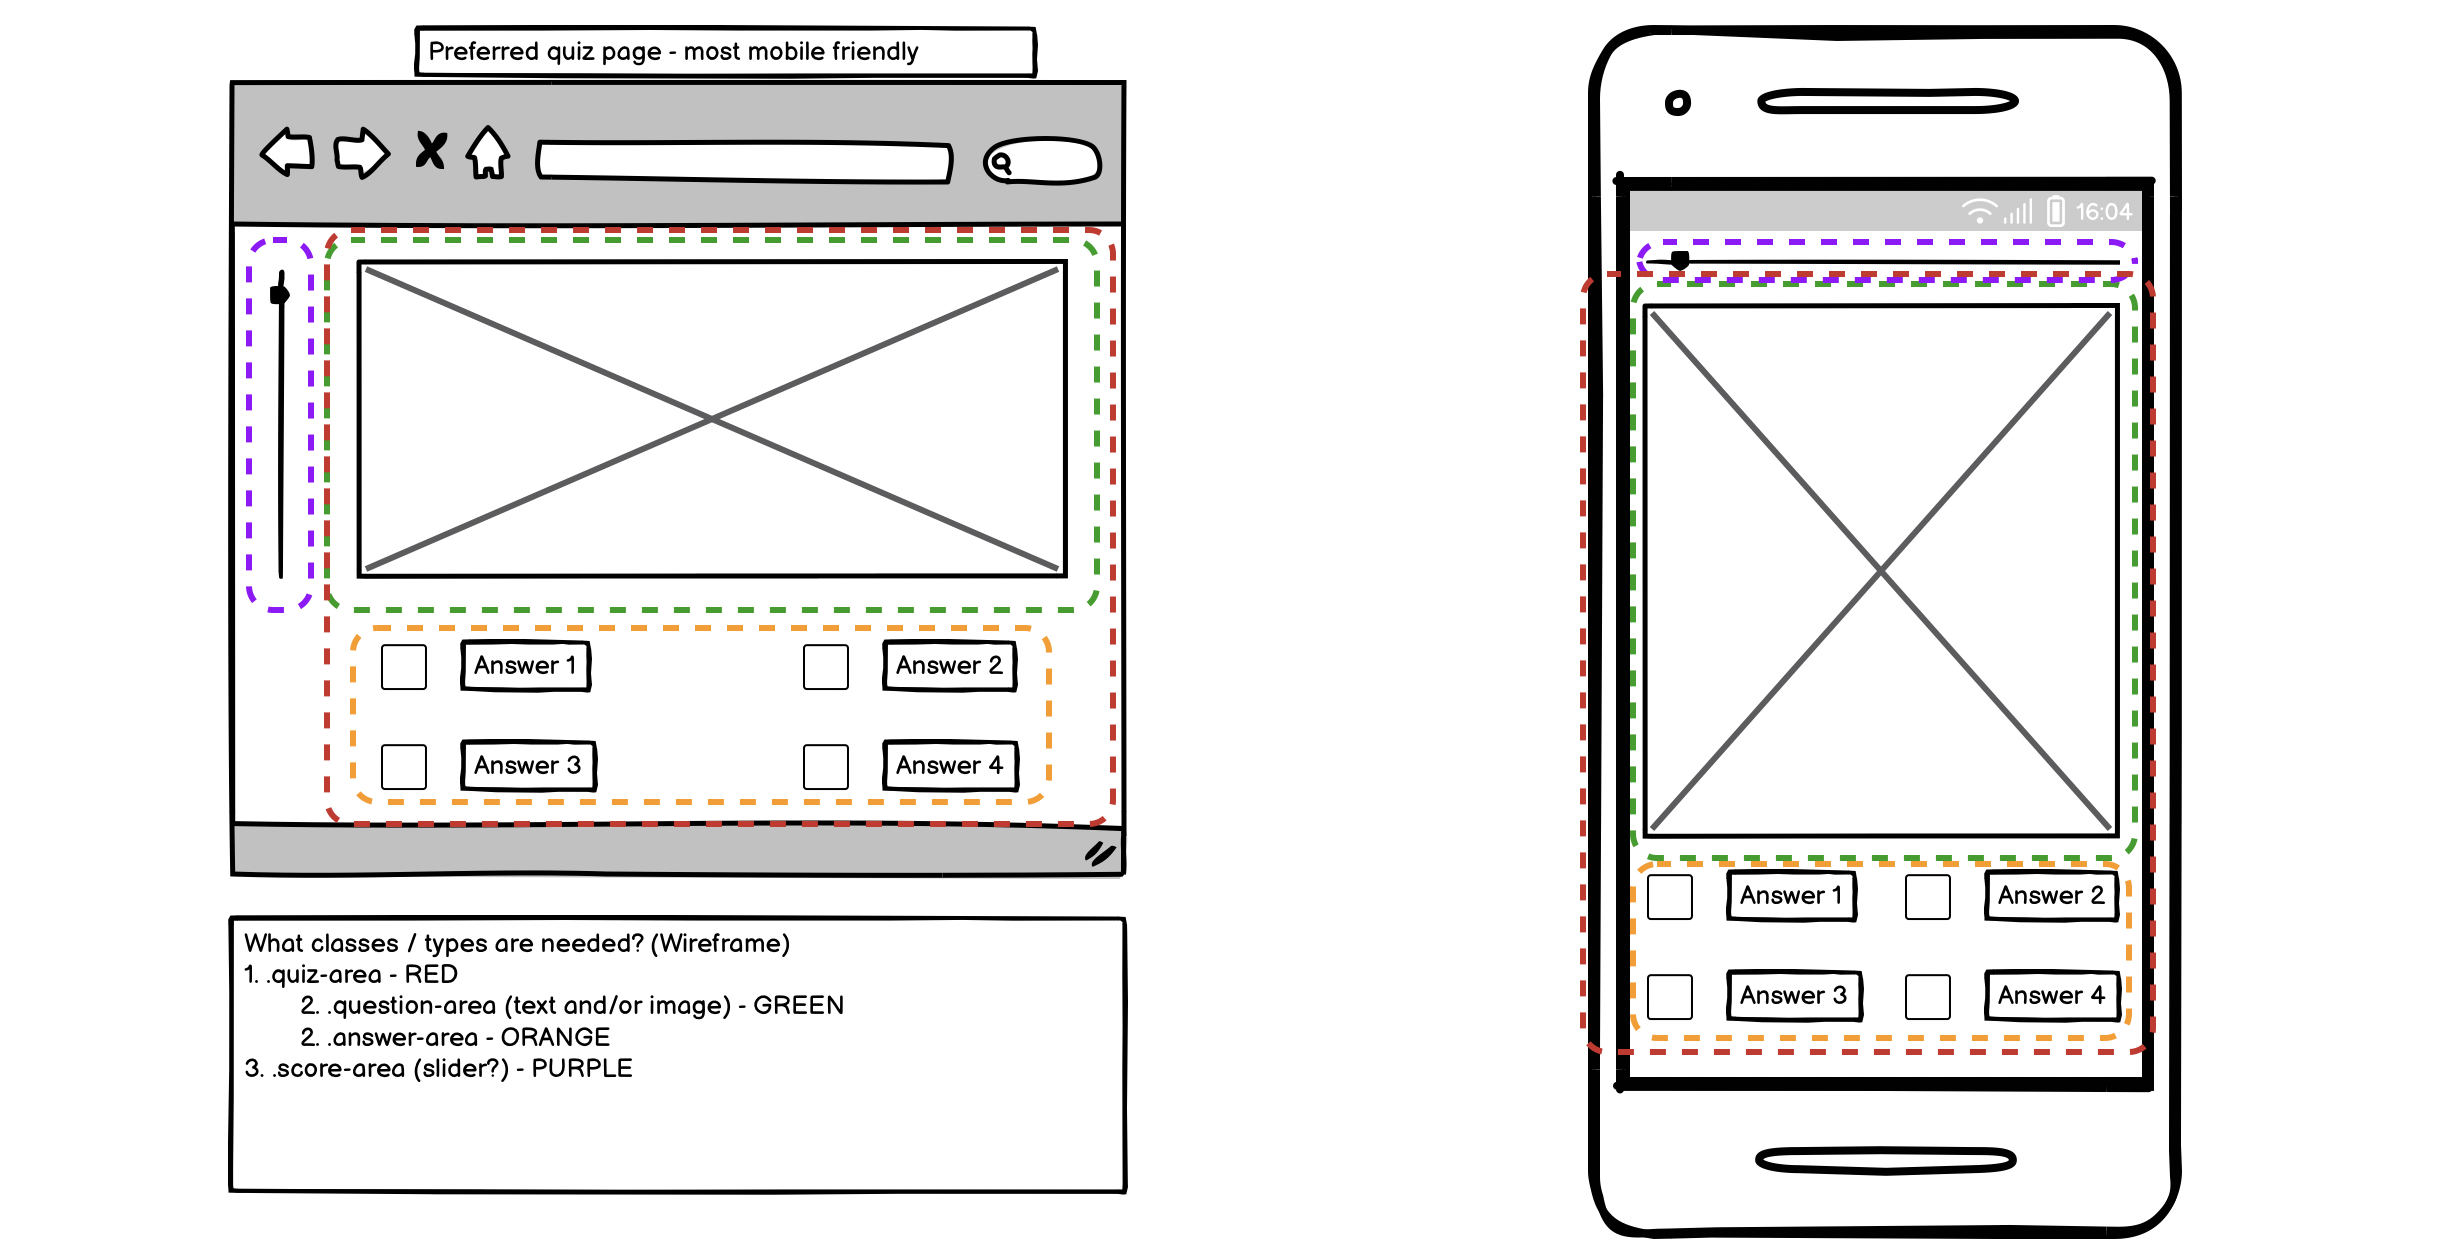 Preferred quiz page - most mobile friendly
Answer 1
Answer 2
Answer 3
Answer 4
What classes / types are needed? (Wireframe)
1. .quiz-area - RED
2. .question-area (text and/or image) - GREEN
2. .answer-area - ORANGE
3. .score-area (slider?) - PURPLE
16:04
Answer 1
Answer 2
Answer 3
Answer 4